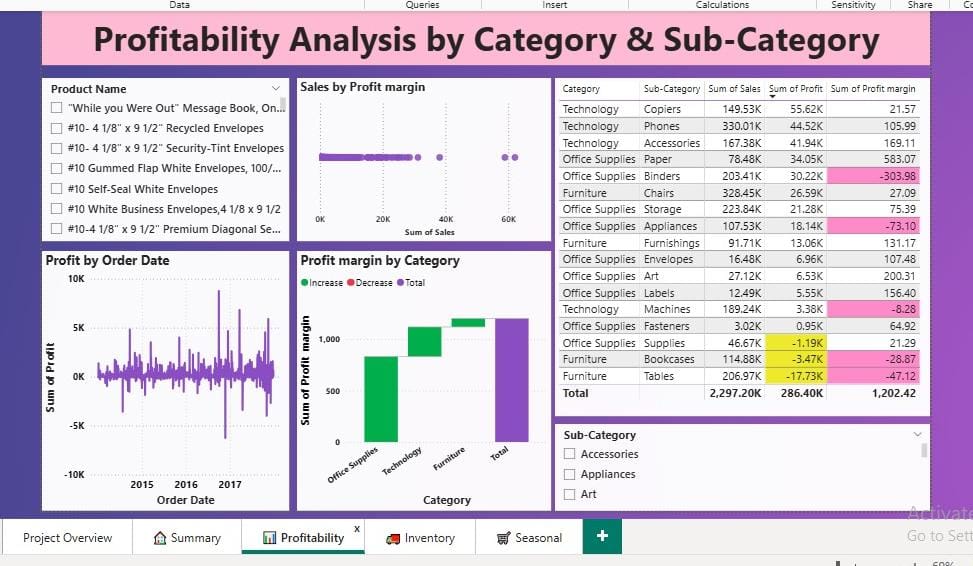 Data Queries Insert Calculations Sensitivity Share
Profitability Analysis by Category & Sub-Category
Product Name
"While you Were Out" Message Book, On...
#10- 4 1/8" x 9 1/2" Recycled Envelopes
#10- 4 1/8" x 9 1/2" Security-Tint Envelopes
#10 Gummed Flap White Envelopes, 100/...
#10 Self-Seal White Envelopes
#10 White Business Envelopes,4 1/8 x 9 1/2
#10-4 1/8" x 9 1/2" Premium Diagonal Se...
Sales by Profit margin
0K 20K 40K 60K
Sum of Sales
Profit by Order Date
10K
5K
0K
-5K
-10K
Sum of Profit
2015 2016 2017
Order Date
Profit margin by Category
Increase Decrease Total
1,000
500
0
Sum of Profit margin
Office Supplies Technology Furniture Total
Category
Category Sub-Category Sum of Sales Sum of Profit Sum of Profit margin
Technology Copiers 149.53K 55.62K 21.57
Technology Phones 330.01K 44.52K 105.99
Technology Accessories 167.38K 41.94K 169.11
Office Supplies Paper 78.48K 34.05K 583.07
Office Supplies Binders 203.41K 30.22K -303.98
Furniture Chairs 328.45K 26.59K 27.09
Office Supplies Storage 223.84K 21.28K 75.39
Office Supplies Appliances 107.53K 18.14K -73.10
Furniture Furnishings 91.71K 13.06K 131.17
Office Supplies Envelopes 16.48K 6.96K 107.48
Office Supplies Art 27.12K 6.53K 200.31
Office Supplies Labels 12.49K 5.55K 156.40
Technology Machines 189.24K 3.38K -8.28
Office Supplies Fasteners 3.02K 0.95K 64.92
Office Supplies Supplies 46.67K -1.19K 21.29
Furniture Bookcases 114.88K -3.47K -28.87
Furniture Tables 206.97K -17.73K -47.12
Total 2,297.20K 286.40K 1,202.42
Sub-Category
Accessories
Appliances
Art
Activate
Go to Sett
Project Overview Summary Profitability x Inventory Seasonal +